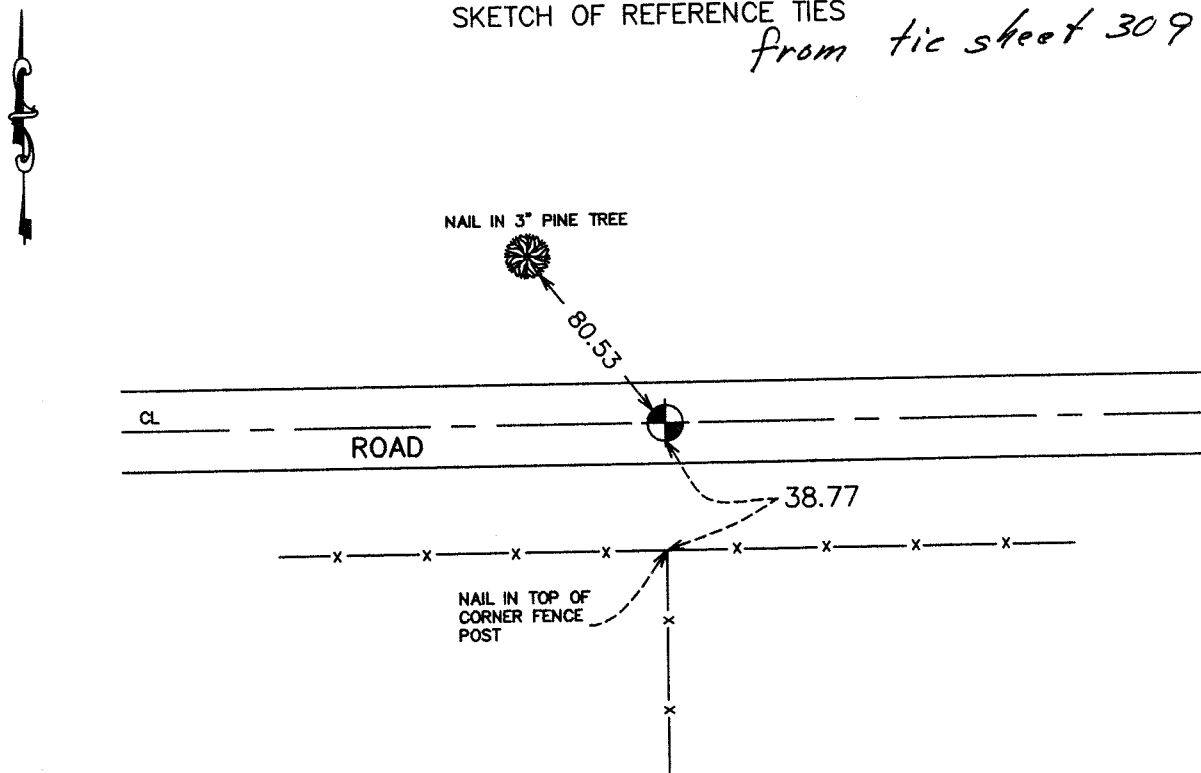 SKETCH OF REFERENCE TIES
from tie sheet 309
NAIL IN 3" PINE TREE
80.53
CL
ROAD
38.77
NAIL IN TOP OF
CORNER FENCE
POST